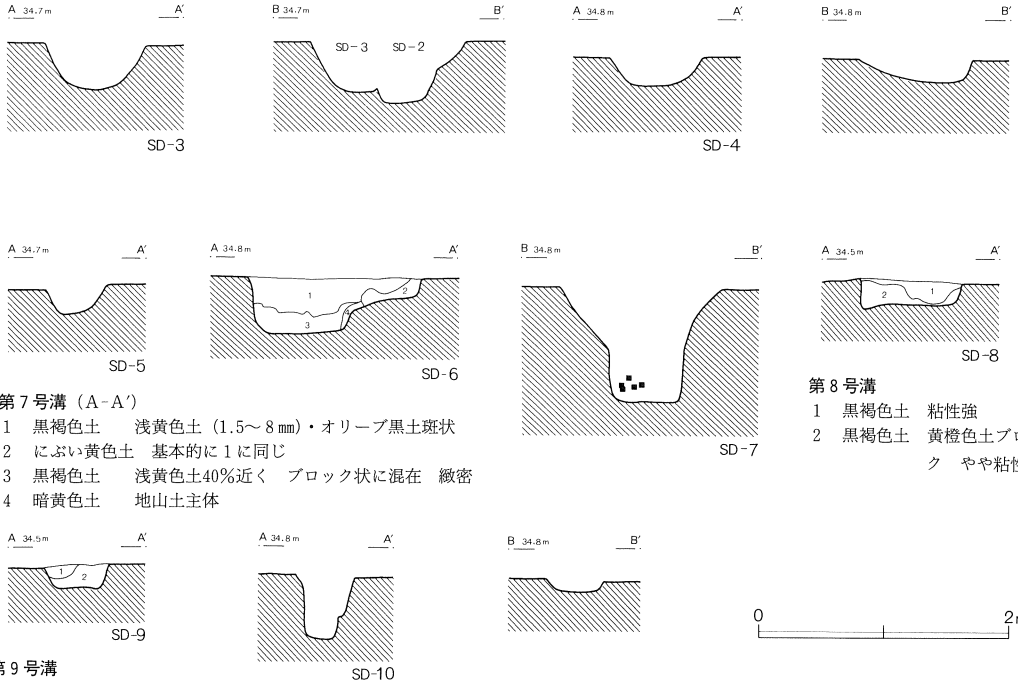 A 34.7m A′ B 34.7m B′ A 34.8m A′ B 34.8m B′
SD-3 SD-2
SD-3 SD-4
A 34.7m A′ A 34.8m A′ B 34.8m B′ A 34.5m A′
1 2 4 3
2 1
SD-5 SD-6 SD-7 SD-8
第7号溝（A-A′）
1 黒褐色土 浅黄色土（1.5〜8㎜）・オリーブ黒土斑状
2 にぶい黄色土 基本的に1に同じ
3 黒褐色土 浅黄色土40％近く ブロック状に混在 緻密
4 暗黄色土 地山土主体
第8号溝
1 黒褐色土 粘性強
2 黒褐色土 黄橙色土ブロ
ク やや粘性
A 34.5m A′ A 34.8m A′ B 34.8m B′
1 2
SD-9 SD-10
0 2m
第9号溝